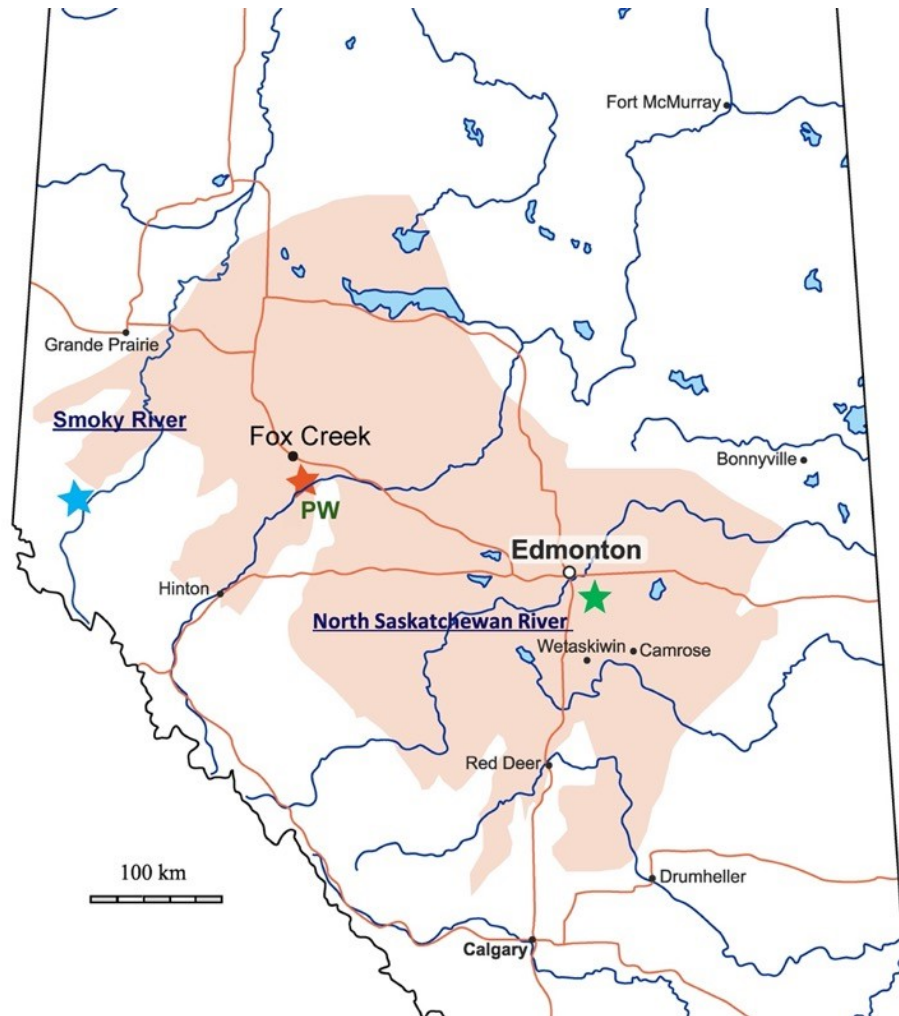 Fort McMurray
Grande Prairie
Smoky River
Fox Creek
Bonnyville
PW
Edmonton
Hinton
North Saskatchewan River
Wetaskiwin
Camrose
Red Deer
100 km
Drumheller
Calgary